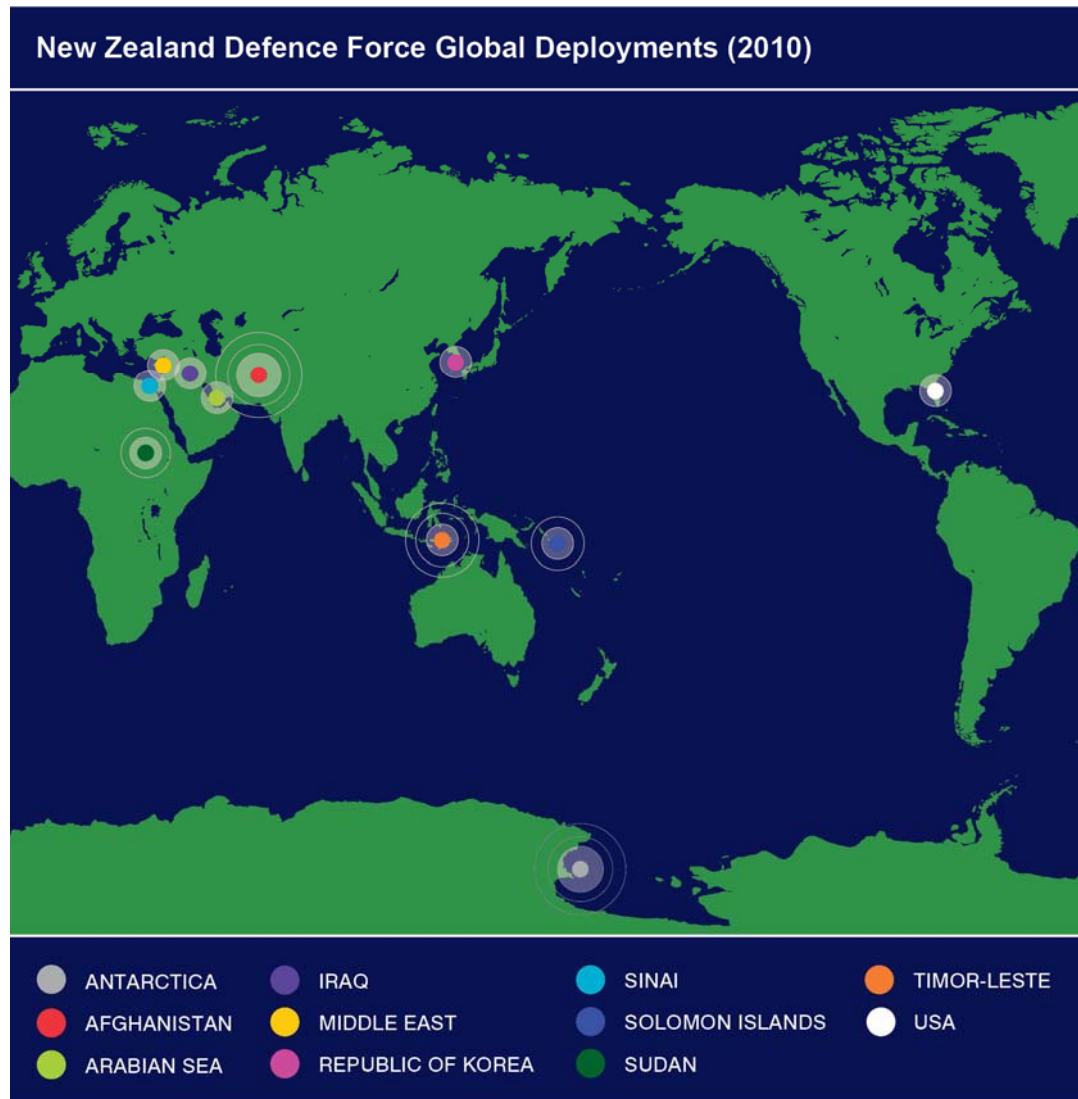 New Zealand Defence Force Global Deployments (2010)
ANTARCTICA
AFGHANISTAN
ARABIAN SEA
IRAQ
MIDDLE EAST
REPUBLIC OF KOREA
SINAI
SOLOMON ISLANDS
SUDAN
TIMOR-LESTE
USA